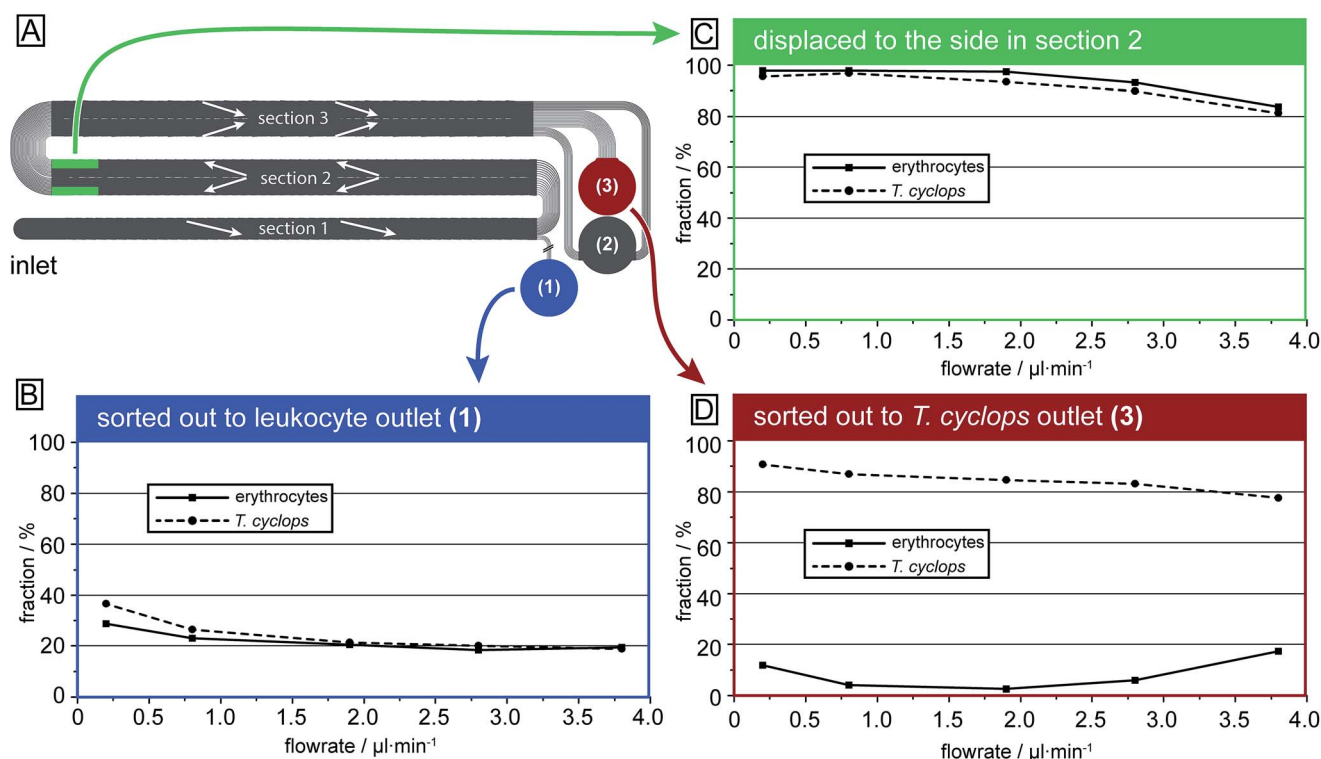 A
section 3
section 2
section 1
inlet
(3)
(2)
(1)
B
sorted out to leukocyte outlet (1)
100
80
60
40
20
0
fraction / %
erythrocytes
T. cyclops
0
0.5
1.0
1.5
2.0
2.5
3.0
3.5
4.0
flowrate / µl·min⁻¹
C
displaced to the side in section 2
100
80
60
40
20
0
fraction / %
erythrocytes
T. cyclops
0
0.5
1.0
1.5
2.0
2.5
3.0
3.5
4.0
flowrate / µl·min⁻¹
D
sorted out to T. cyclops outlet (3)
100
80
60
40
20
0
fraction / %
erythrocytes
T. cyclops
0
0.5
1.0
1.5
2.0
2.5
3.0
3.5
4.0
flowrate / µl·min⁻¹